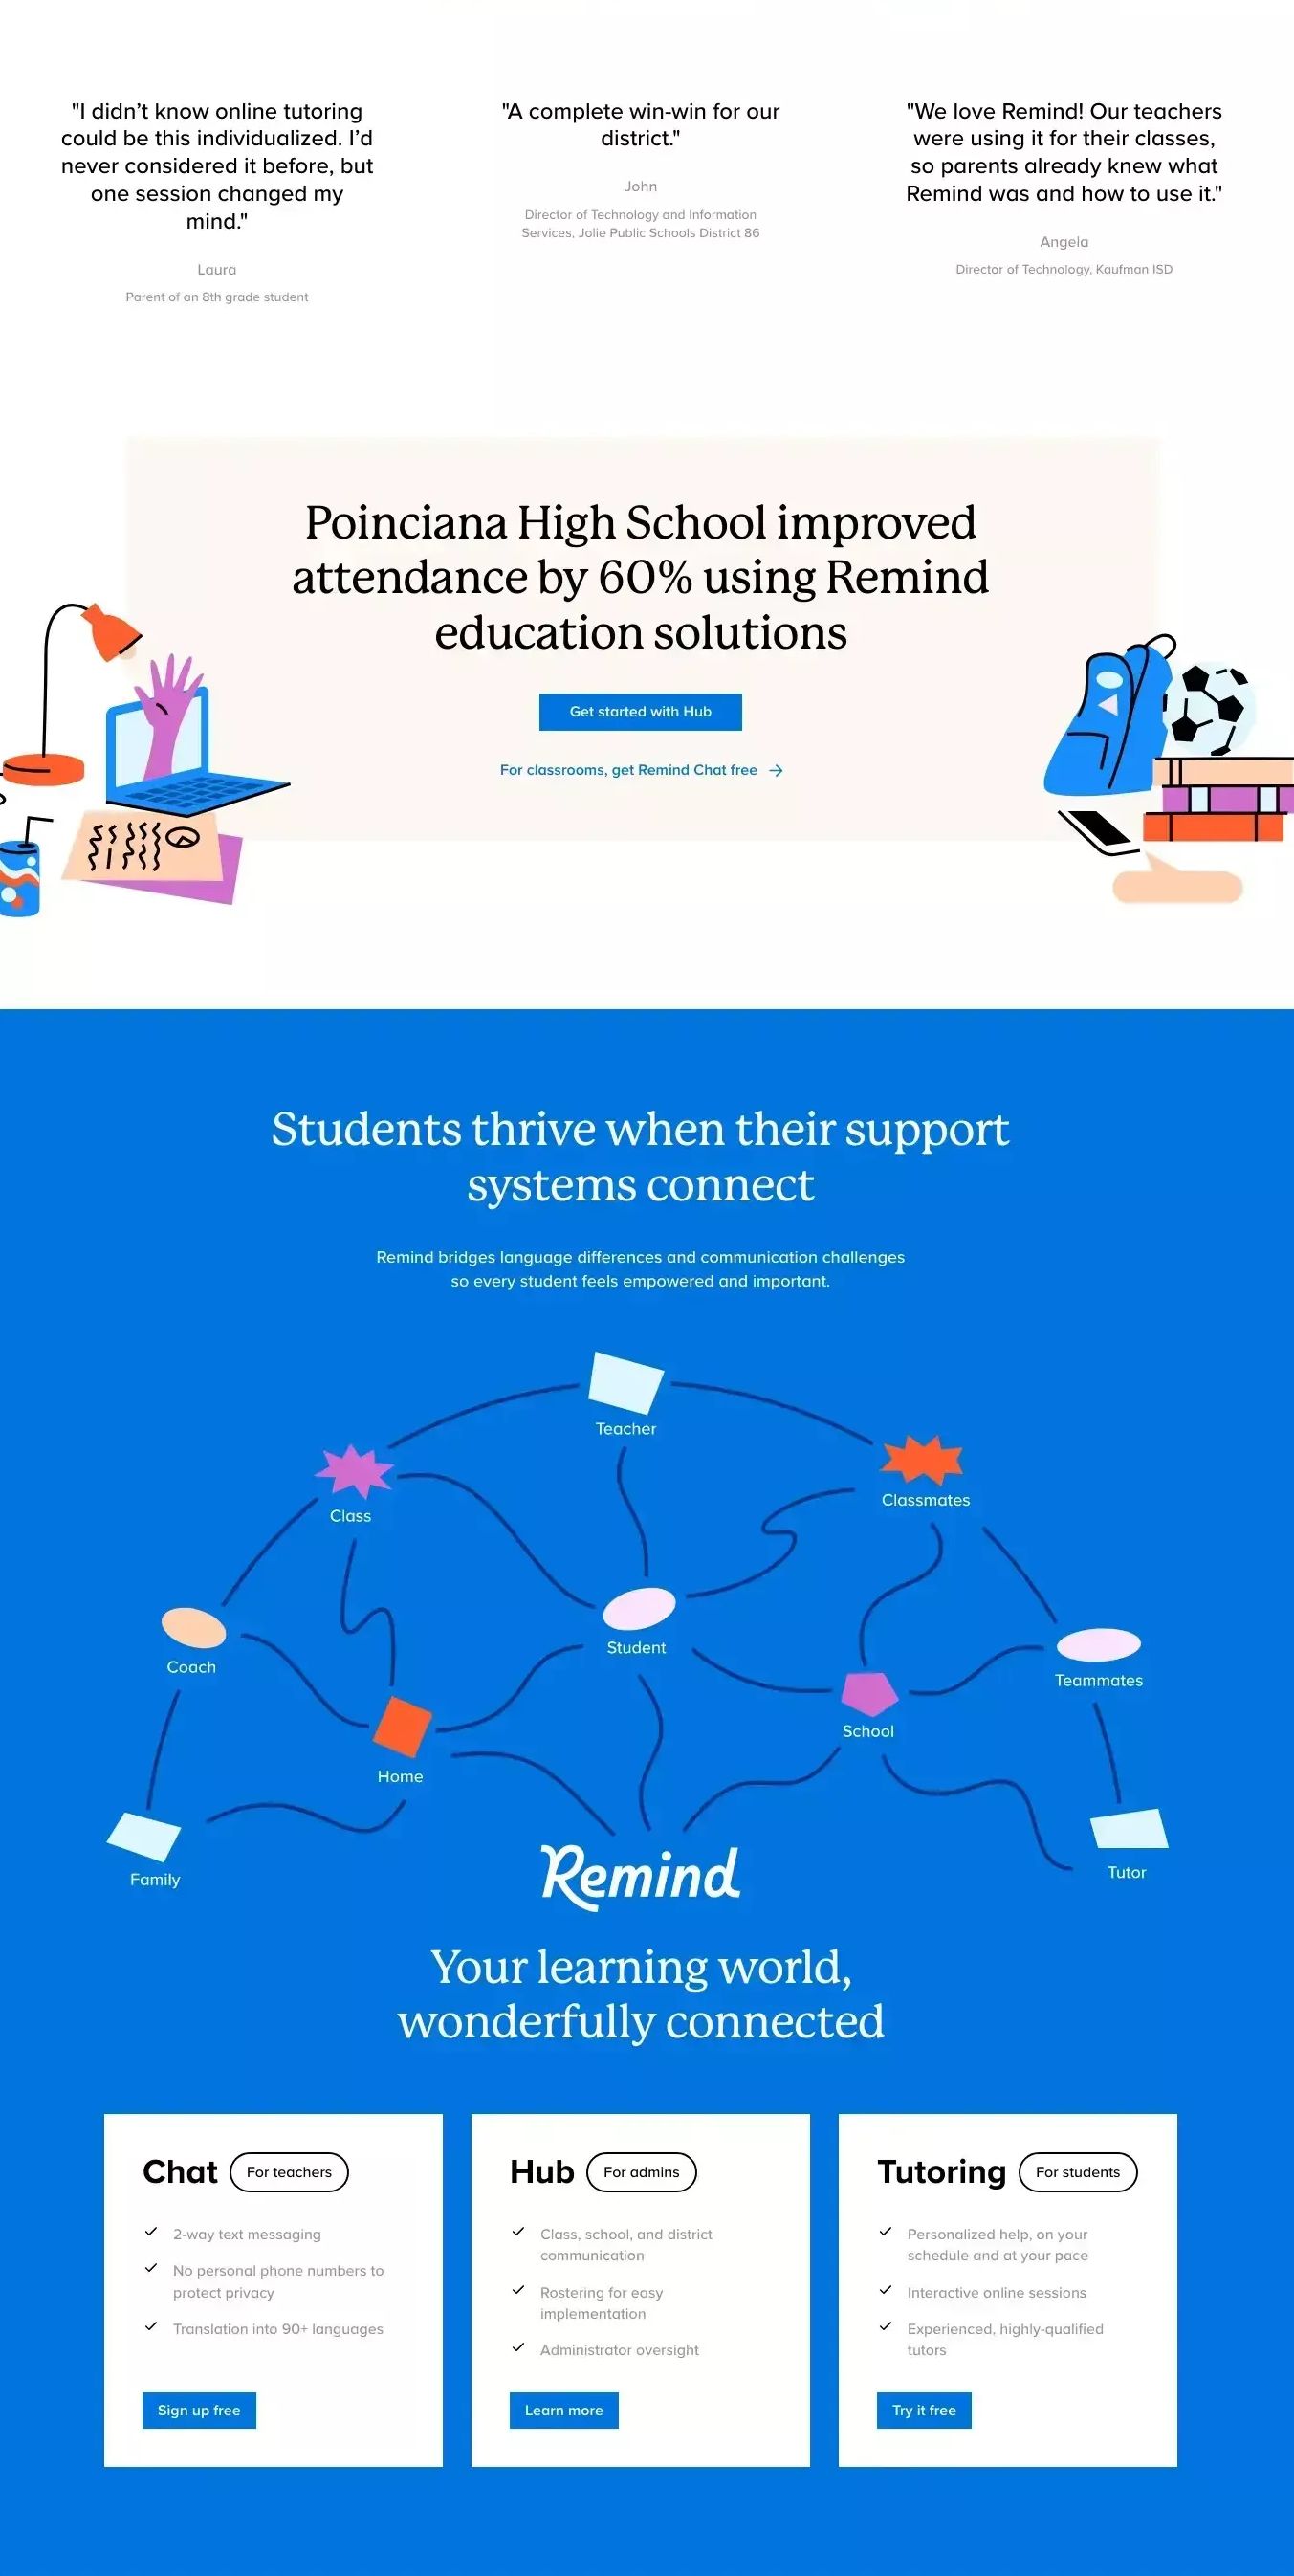 "I didn’t know online tutoring
could be this individualized. I’d
never considered it before, but
one session changed my
mind."
Laura
Parent of an 8th grade student
"A complete win-win for our
district."
John
Director of Technology and Information
Services, Jolie Public Schools District 86
"We love Remind! Our teachers
were using it for their classes,
so parents already knew what
Remind was and how to use it."
Angela
Director of Technology, Kaufman ISD
Poinciana High School improved
attendance by 60% using Remind
education solutions
Get started with Hub
For classrooms, get Remind Chat free
Students thrive when their support
systems connect
Remind bridges language differences and communication challenges
so every student feels empowered and important.
Teacher
Class
Classmates
Coach
Student
Teammates
Home
School
Family
Tutor
Remind
Your learning world,
wonderfully connected
Chat
For teachers
2-way text messaging
No personal phone numbers to
protect privacy
Translation into 90+ languages
Sign up free
Hub
For admins
Class, school, and district
communication
Rostering for easy
implementation
Administrator oversight
Learn more
Tutoring
For students
Personalized help, on your
schedule and at your pace
Interactive online sessions
Experienced, highly-qualified
tutors
Try it free